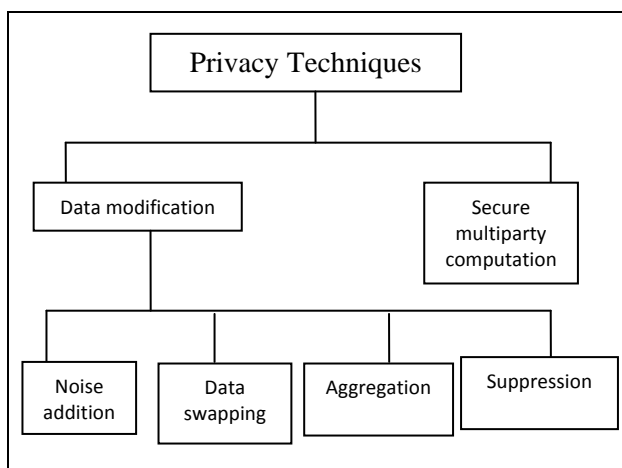 Privacy Techniques
Data modification
Secure
multiparty
computation
Noise
addition
Data
swapping
Aggregation
Suppression